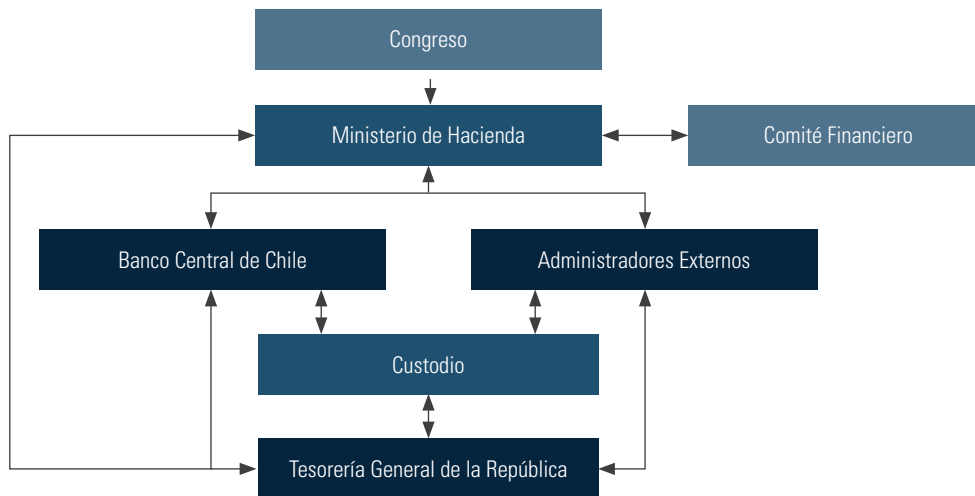 Congreso
Ministerio de Hacienda
Comité Financiero
Banco Central de Chile
Administradores Externos
Custodio
Tesorería General de la República